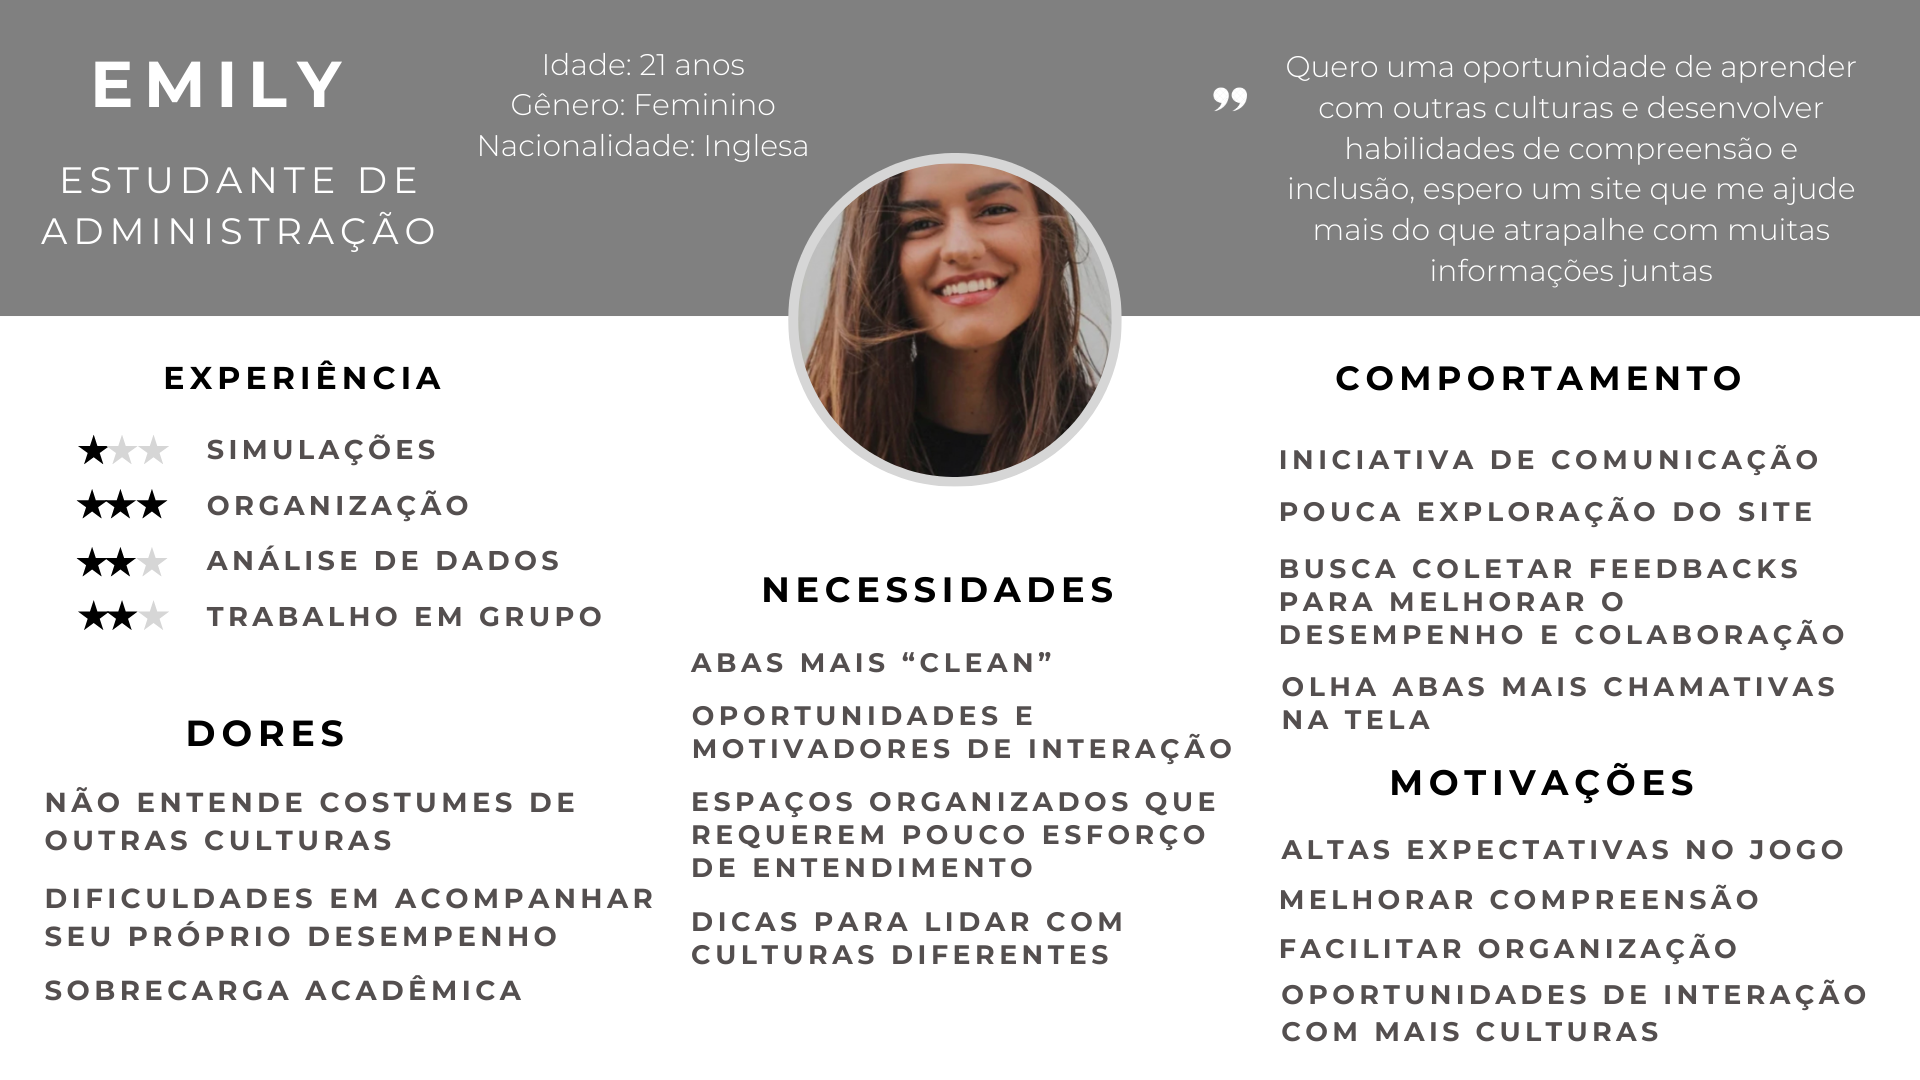 EMILY
ESTUDANTE DE
ADMINISTRAÇÃO
Idade: 21 anos
Gênero: Feminino
Nacionalidade: Inglesa
”
Quero uma oportunidade de aprender
com outras culturas e desenvolver
habilidades de compreensão e
inclusão, espero um site que me ajude
mais do que atrapalhe com muitas
informações juntas
EXPERIÊNCIA
SIMULAÇÕES
ORGANIZAÇÃO
ANÁLISE DE DADOS
TRABALHO EM GRUPO
DORES
NÃO ENTENDE COSTUMES DE
OUTRAS CULTURAS
DIFICULDADES EM ACOMPANHAR
SEU PRÓPRIO DESEMPENHO
SOBRECARGA ACADÊMICA
NECESSIDADES
ABAS MAIS “CLEAN”
OPORTUNIDADES E
MOTIVADORES DE INTERAÇÃO
ESPAÇOS ORGANIZADOS QUE
REQUEREM POUCO ESFORÇO
DE ENTENDIMENTO
DICAS PARA LIDAR COM
CULTURAS DIFERENTES
COMPORTAMENTO
INICIATIVA DE COMUNICAÇÃO
POUCA EXPLORAÇÃO DO SITE
BUSCA COLETAR FEEDBACKS
PARA MELHORAR O
DESEMPENHO E COLABORAÇÃO
OLHA ABAS MAIS CHAMATIVAS
NA TELA
MOTIVAÇÕES
ALTAS EXPECTATIVAS NO JOGO
MELHORAR COMPREENSÃO
FACILITAR ORGANIZAÇÃO
OPORTUNIDADES DE INTERAÇÃO
COM MAIS CULTURAS